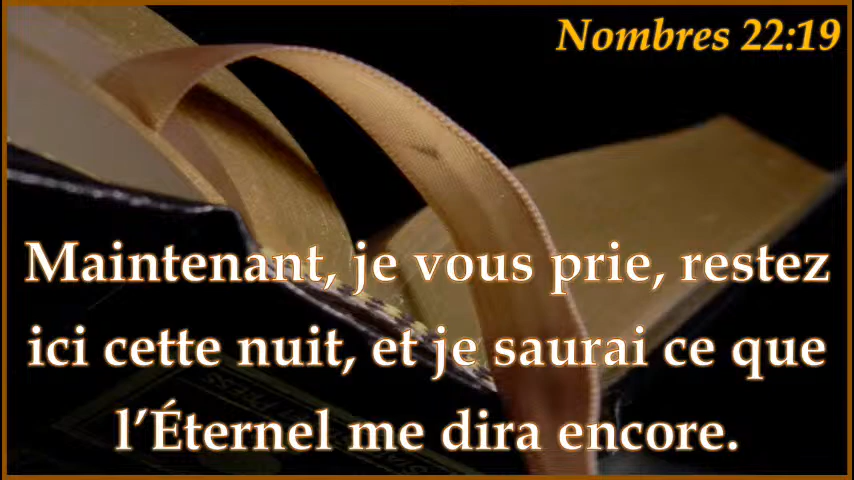 Nombres 22:19
Maintenant, je vous prie, restez
ici cette nuit, et je saurai ce que
l’Éternel me dira encore.